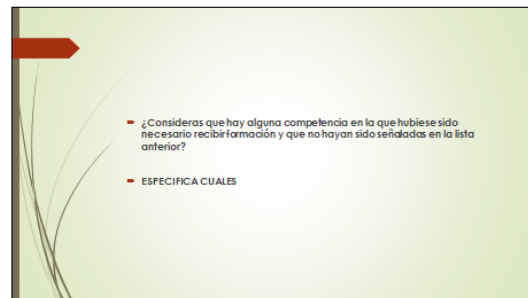 ¿Consideras que hay alguna competencia en la que hubiese sido
necesario recibir formación y que no hayan sido señaladas en la lista
anterior?
ESPECIFICA CUALES